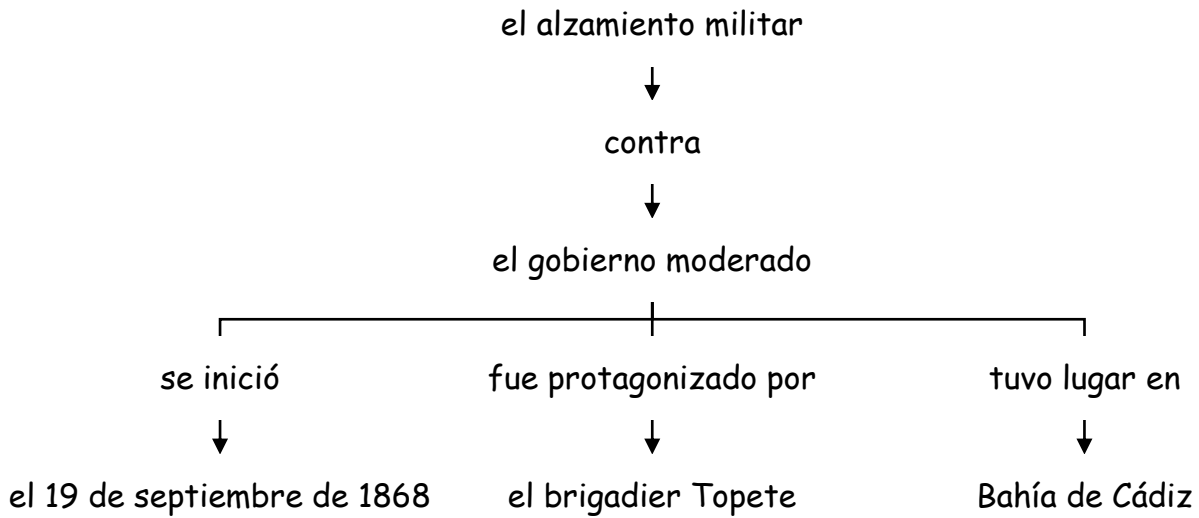 el alzamiento militar
contra
el gobierno moderado
se inició
fue protagonizado por
tuvo lugar en
el 19 de septiembre de 1868
el brigadier Topete
Bahía de Cádiz